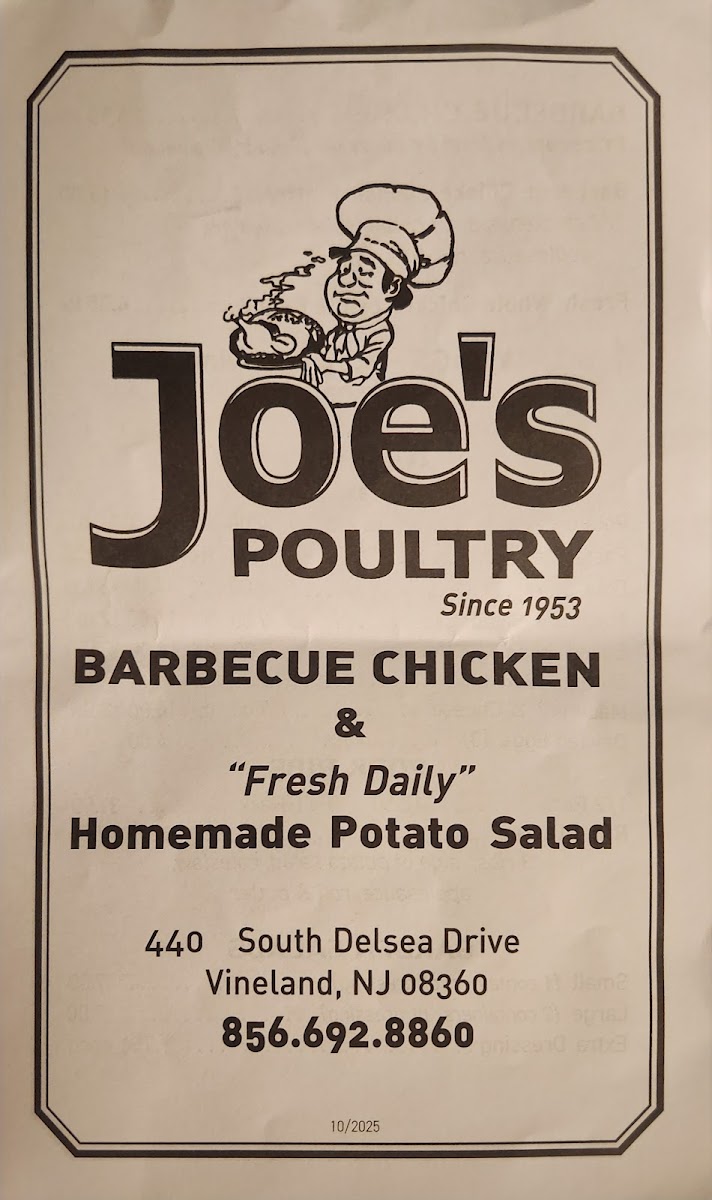 Joe's
POULTRY
Since 1953
BARBECUE CHICKEN
&
“Fresh Daily”
Homemade Potato Salad
440 South Delsea Drive
Vineland, NJ 08360
856.692.8860
10/2025